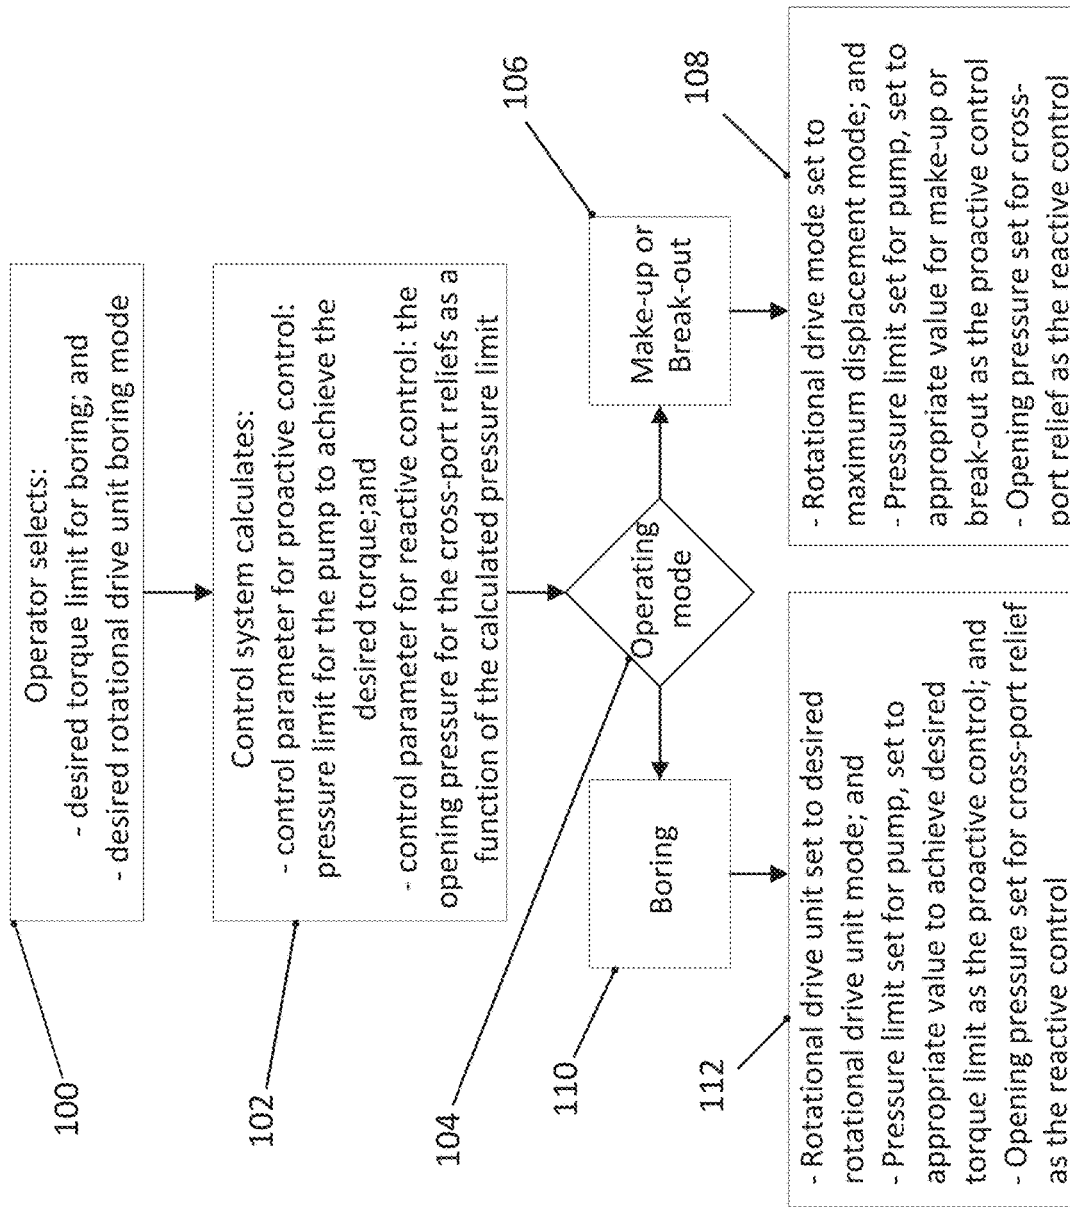 100
Operator selects:
- desired torque limit for boring; and
- desired rotational drive unit boring mode
102
Control system calculates:
- control parameter for proactive control:
pressure limit for the pump to achieve the
desired torque;and
- control parameter for reactive control: the
opening pressure for the cross-port reliefs as a
function of the calculated pressure limit
104
Operating
mode
110
Boring
106
Make-up or
Break-out
112
- Rotational drive unit set to desired
rotational drive unit mode; and
- Pressure limit set for pump, set to
appropriate value to achieve desired
torque limit as the proactive control; and
- Opening pressure set for cross-port relief
as the reactive control
108
- Rotational drive mode set to
maximum displacement mode; and
- Pressure limit set for pump, set to
appropriate value for make-up or
break-out as the proactive control
- Opening pressure set for cross-
port relief as the reactive control